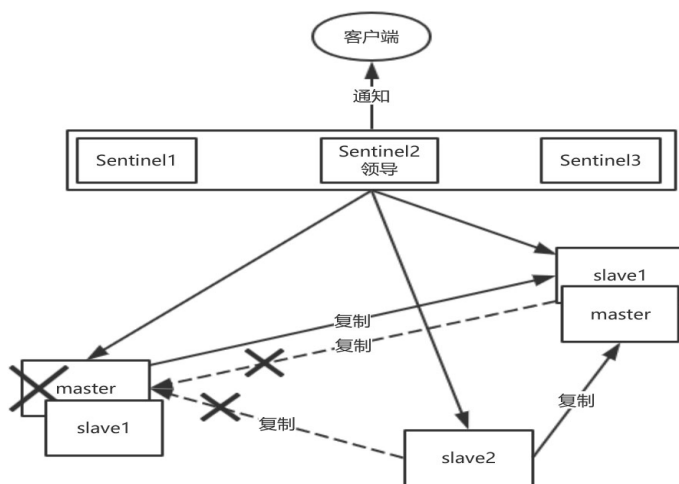 客户端
通知
Sentinel1
Sentinel2
领导
Sentinel3
slave1
master
复制
复制
master
slave1
复制
复制
slave2